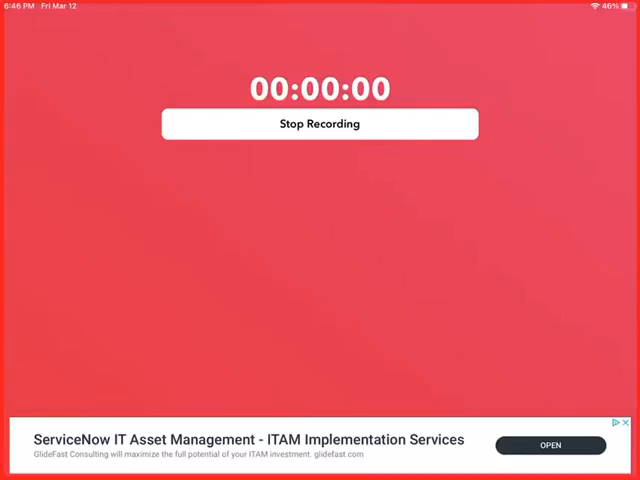 6:46 PM Fri Mar 12
46%
00:00:00
Stop Recording
ServiceNow IT Asset Management - ITAM Implementation Services
GlideFast Consulting will maximize the full potential of your ITAM investment. glidefast.com
OPEN